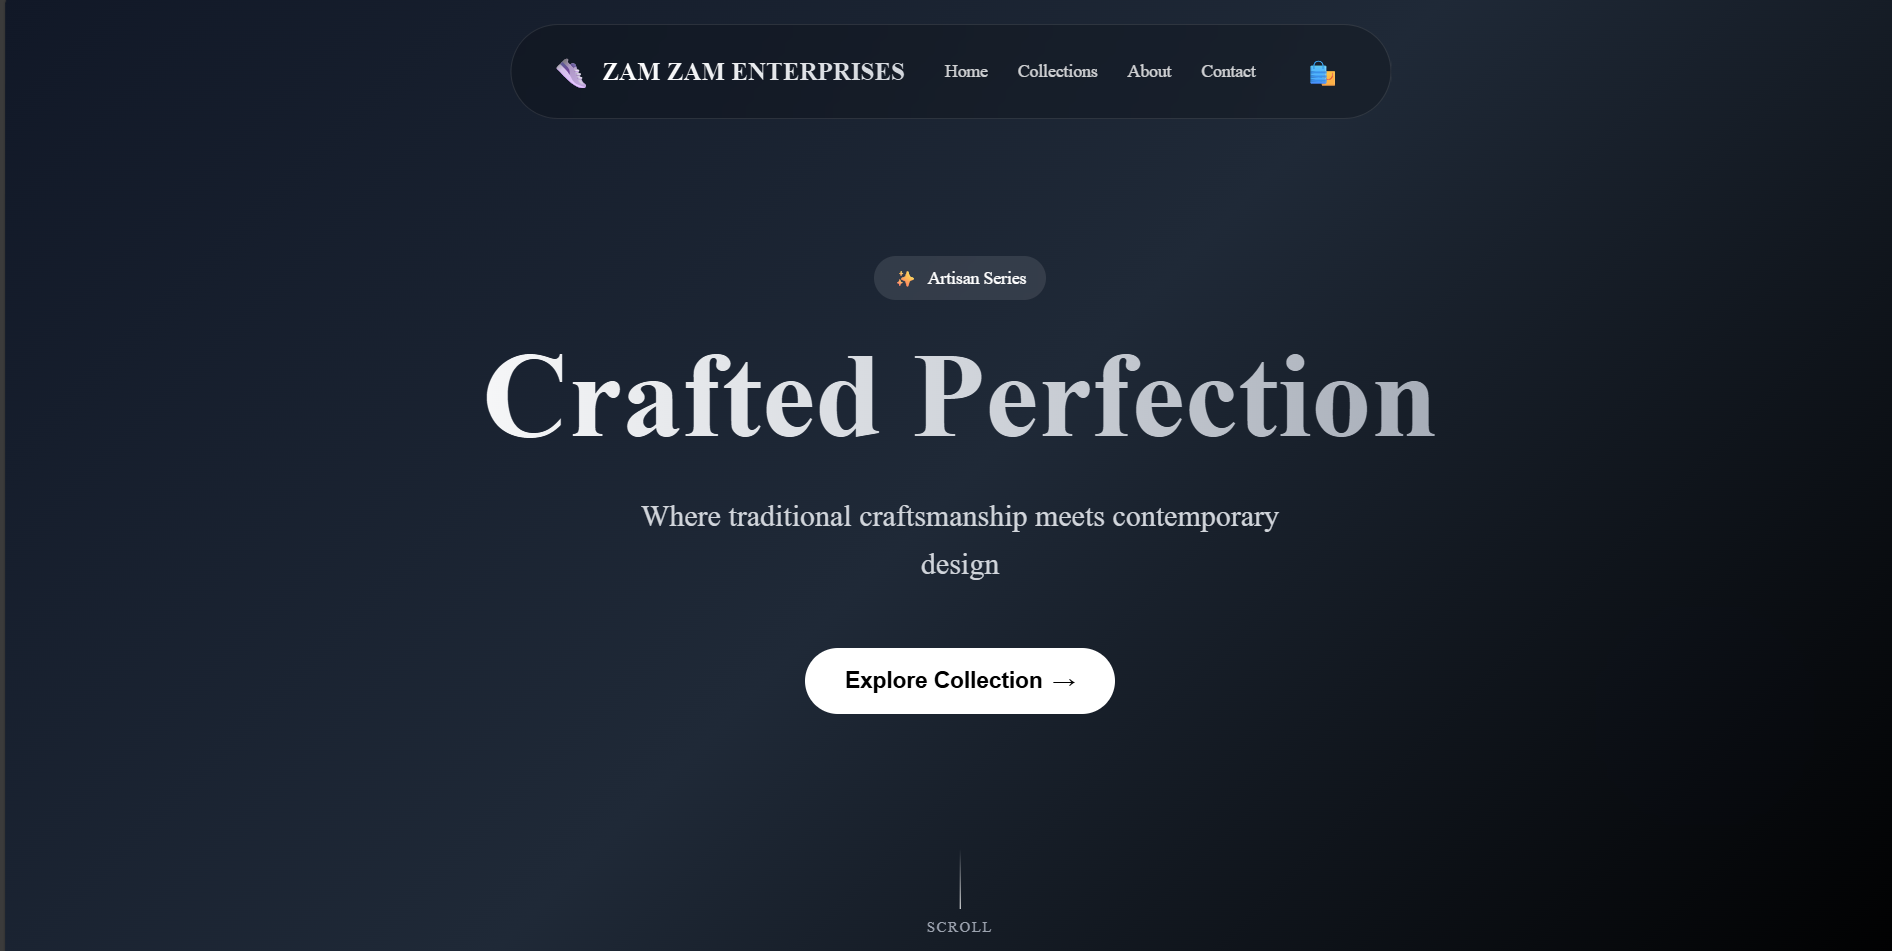 ZAM ZAM ENTERPRISES Home Collections About Contact
Artisan Series
Crafted Perfection
Where traditional craftsmanship meets contemporary
design
Explore Collection →
SCROLL